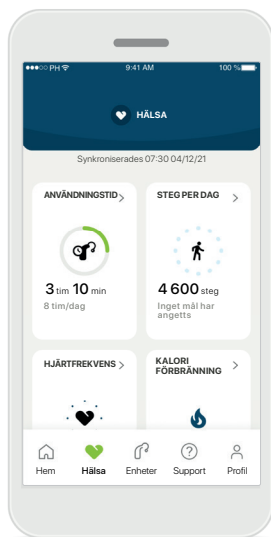 PH 9:41 AM 100 %
HÄLSA
Synkroniserades 07:30 04/12/21
ANVÄNDNINGSTID
3 tim 10 min
8 tim/dag
STEG PER DAG
4 600 steg
Inget mål har
angetts
HJÄRTFREKVENS
KALORI
FÖRBRÄNNING
Hem Hälsa Enheter Support Profil